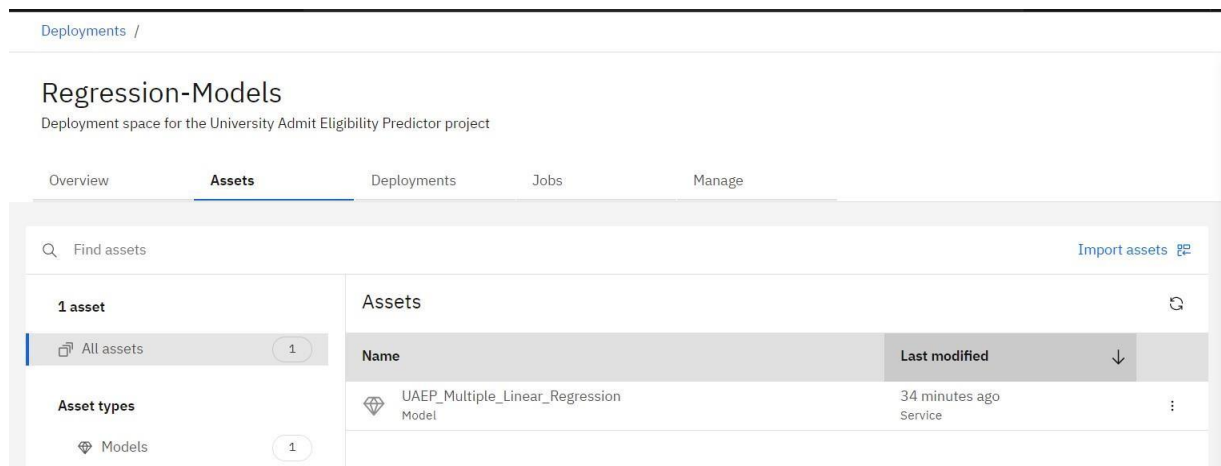 Deployments /
Regression-Models
Deployment space for the University Admit Eligibility Predictor project
Overview Assets Deployments Jobs Manage
Find assets Import assets
1 asset
All assets 1
Asset types
Models 1
Assets
Name Last modified
UAEP_Multiple_Linear_Regression 34 minutes ago
Model Service